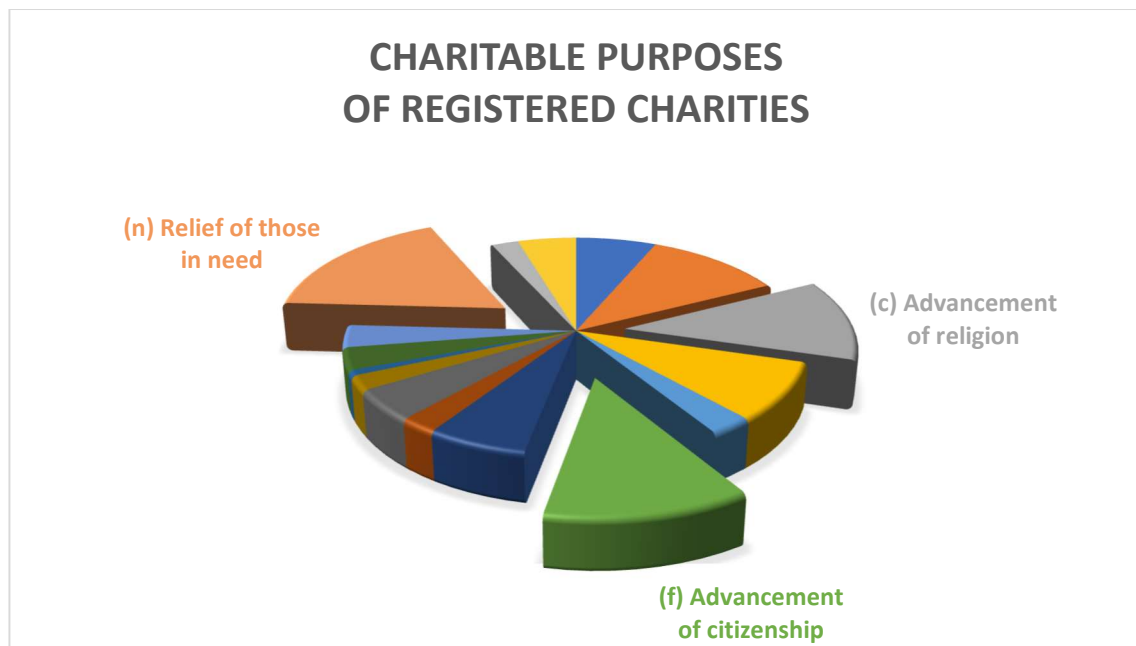 CHARITABLE PURPOSES
OF REGISTERED CHARITIES
(n) Relief of those
in need
(c) Advancement
of religion
(f) Advancement
of citizenship